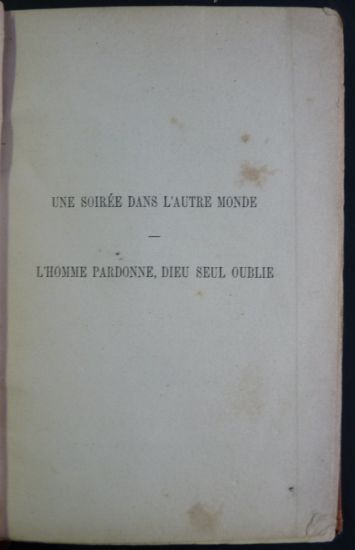 UNE SOIRÉE DANS L'AUTRE MONDE
—
L'HOMME PARDONNE, DIEU SEUL OUBLIE